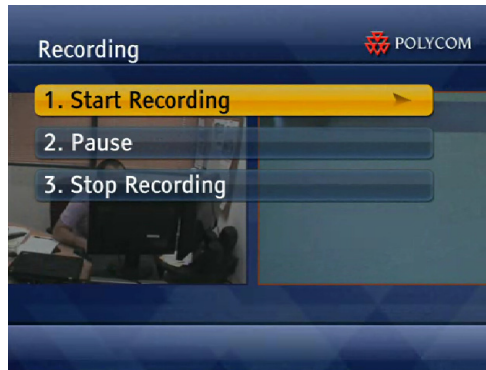 Recording
POLYCOM
1. Start Recording
2. Pause
3. Stop Recording